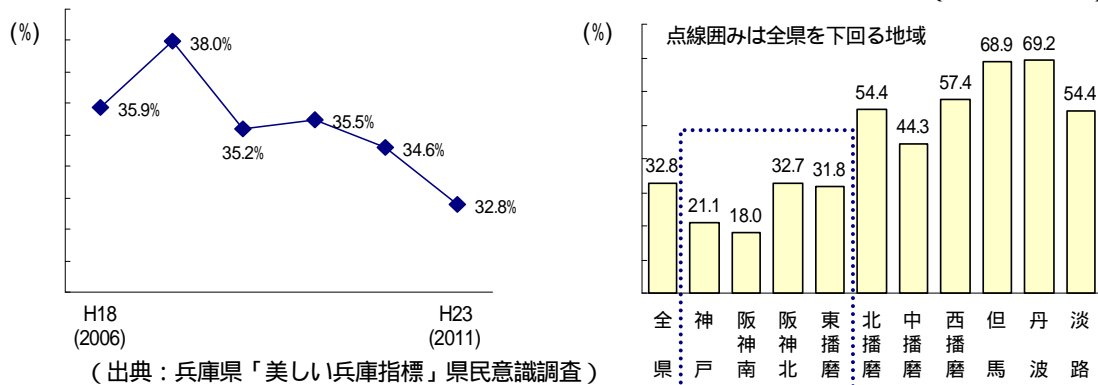 (%)
38.0%
35.9%
35.2%
35.5%
34.6%
32.8%
H18
(2006)
H23
(2011)
(%)
点線囲みは全県を下回る地域
32.8
21.1
18.0
32.7
31.8
54.4
44.3
57.4
68.9
69.2
54.4
全県
神戸
阪神南
阪神北
東播磨
北播磨
中播磨
西播磨
但馬
丹波
淡路
（出典：兵庫県「美しい兵庫指標」県民意識調査）